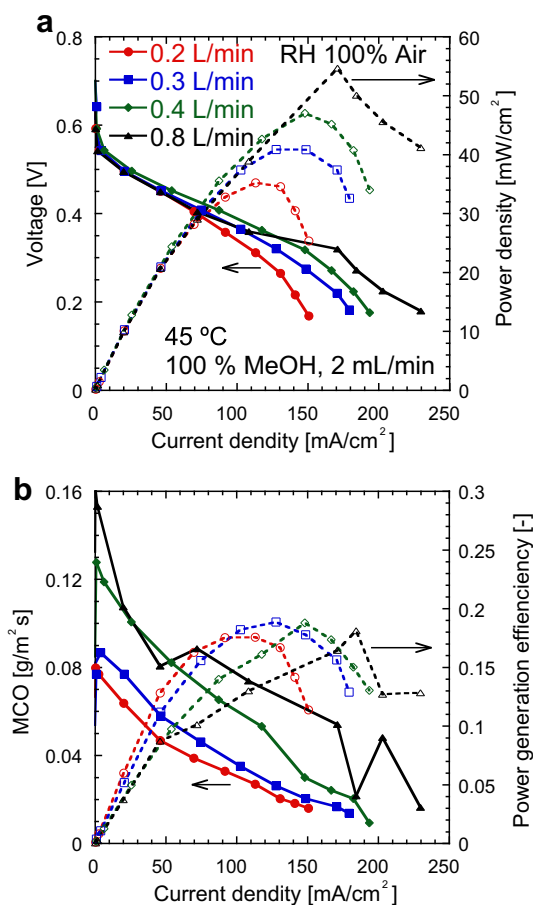 a
0.2 L/min
0.3 L/min
0.4 L/min
0.8 L/min
RH 100% Air
45 ºC
100 % MeOH, 2 mL/min
Voltage [V]
0.8
0.6
0.4
0.2
0
Power density [mW/cm2]
60
50
40
30
20
10
0
0 50 100 150 200 250
Current dendity [mA/cm2]
b
MCO [g/m2 s]
0.16
0.12
0.08
0.04
0
Power generation effienciency [-]
0.3
0.25
0.2
0.15
0.1
0.05
0
0 50 100 150 200 250
Current dendity [mA/cm2]